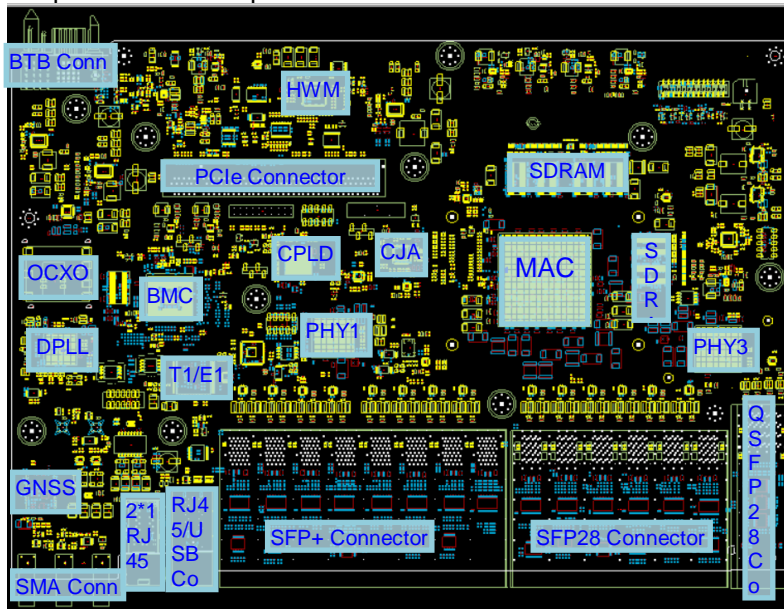 BTB Conn
HWM
PCIe Connector
SDRAM
CPLD
CJA
MAC
S
D
R
OCXO
BMC
PHY1
PHY3
DPLL
T1/E1
GNSS
2*1
RJ
45
RJ4
5/U
SB
Co
SFP+ Connector
SFP28 Connector
Q
S
F
P
2
8
C
o
SMA Conn